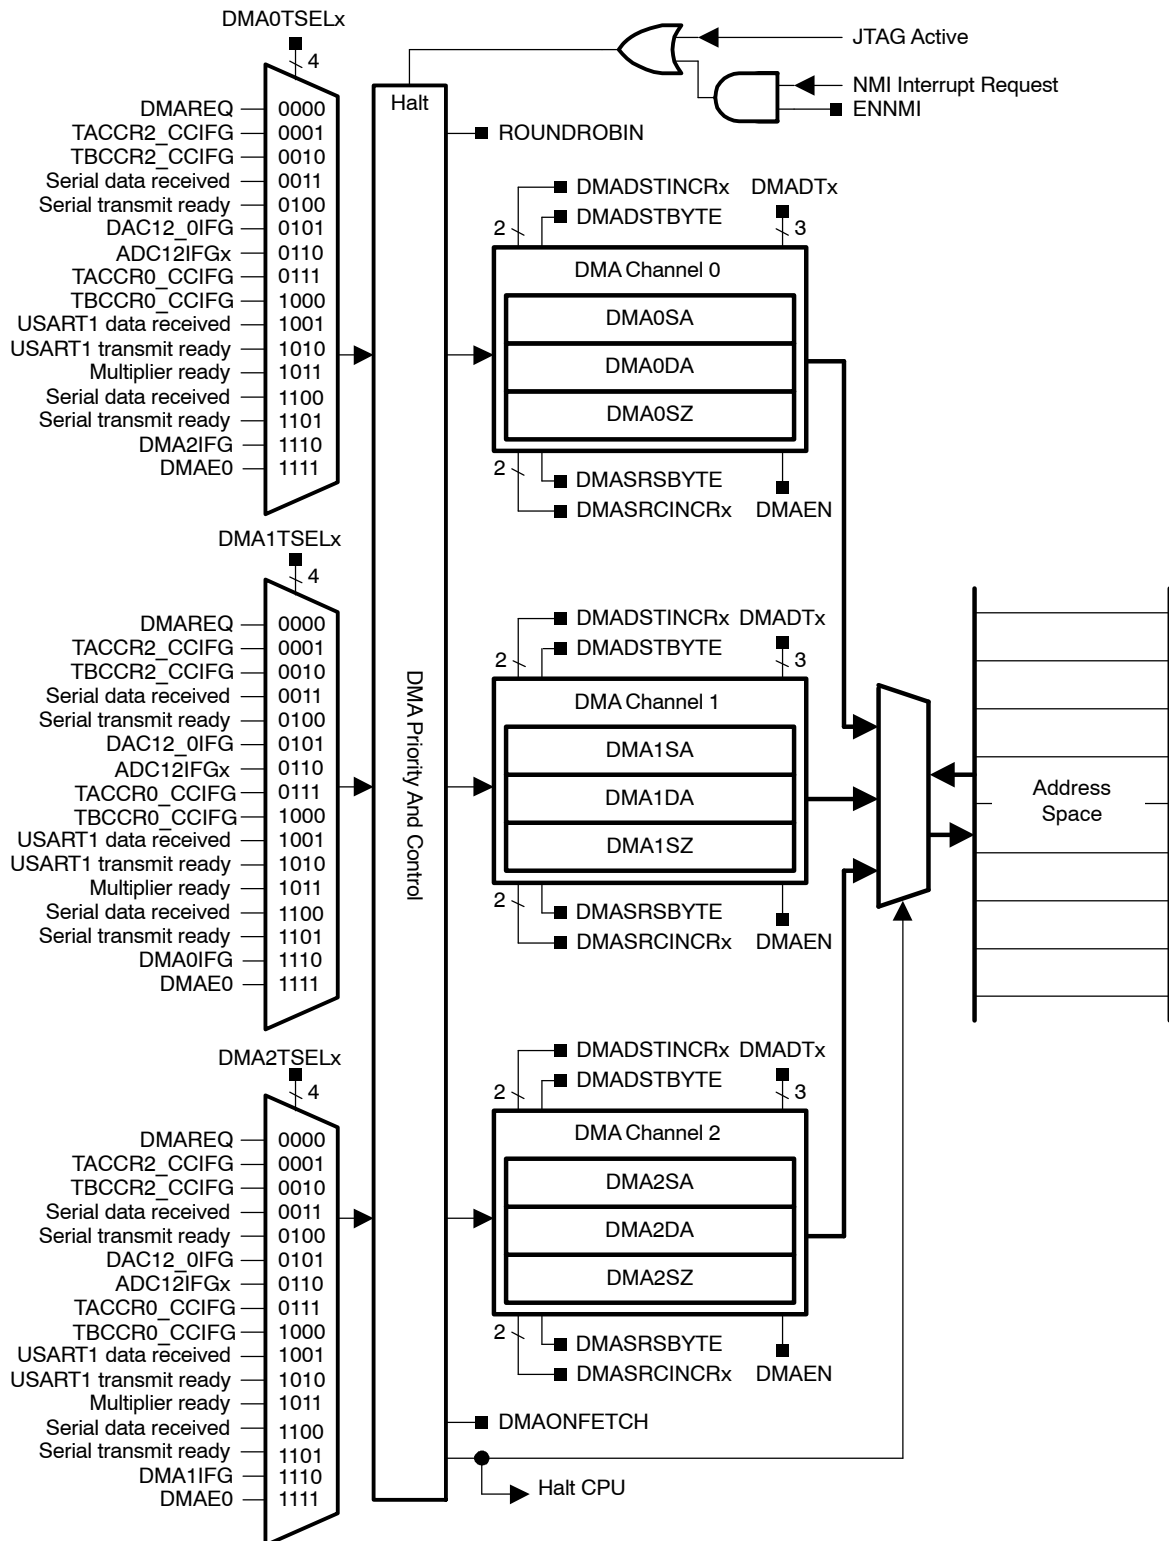 DMA0TSELx
4
JTAG Active
NMI Interrupt Request
ENNMI
Halt
ROUNDROBIN
DMAREQ 0000
TACCR2_CCIFG 0001
TBCCR2_CCIFG 0010
Serial data received 0011
Serial transmit ready 0100
DAC12_0IFG 0101
ADC12IFGx 0110
TACCR0_CCIFG 0111
TBCCR0_CCIFG 1000
USART1 data received 1001
USART1 transmit ready 1010
Multiplier ready 1011
Serial data received 1100
Serial transmit ready 1101
DMA2IFG 1110
DMAE0 1111
DMADSTINCRx DMADTx
2 DMADSTBYTE 3
DMA Channel 0
DMA0SA
DMA0DA
DMA0SZ
2 DMASRSBYTE
DMASRCINCRx DMAEN
DMA1TSELx
4
DMAREQ 0000
TACCR2_CCIFG 0001
TBCCR2_CCIFG 0010
Serial data received 0011
Serial transmit ready 0100
DAC12_0IFG 0101
ADC12IFGx 0110
TACCR0_CCIFG 0111
TBCCR0_CCIFG 1000
USART1 data received 1001
USART1 transmit ready 1010
Multiplier ready 1011
Serial data received 1100
Serial transmit ready 1101
DMA0IFG 1110
DMAE0 1111
DMA Priority And Control
DMADSTINCRx DMADTx
2 DMADSTBYTE 3
DMA Channel 1
DMA1SA
DMA1DA
DMA1SZ
2 DMASRSBYTE
DMASRCINCRx DMAEN
Address
Space
DMA2TSELx
4
DMAREQ 0000
TACCR2_CCIFG 0001
TBCCR2_CCIFG 0010
Serial data received 0011
Serial transmit ready 0100
DAC12_0IFG 0101
ADC12IFGx 0110
TACCR0_CCIFG 0111
TBCCR0_CCIFG 1000
USART1 data received 1001
USART1 transmit ready 1010
Multiplier ready 1011
Serial data received 1100
Serial transmit ready 1101
DMA1IFG 1110
DMAE0 1111
DMADSTINCRx DMADTx
2 DMADSTBYTE 3
DMA Channel 2
DMA2SA
DMA2DA
DMA2SZ
2 DMASRSBYTE
DMASRCINCRx DMAEN
DMAONFETCH
Halt CPU